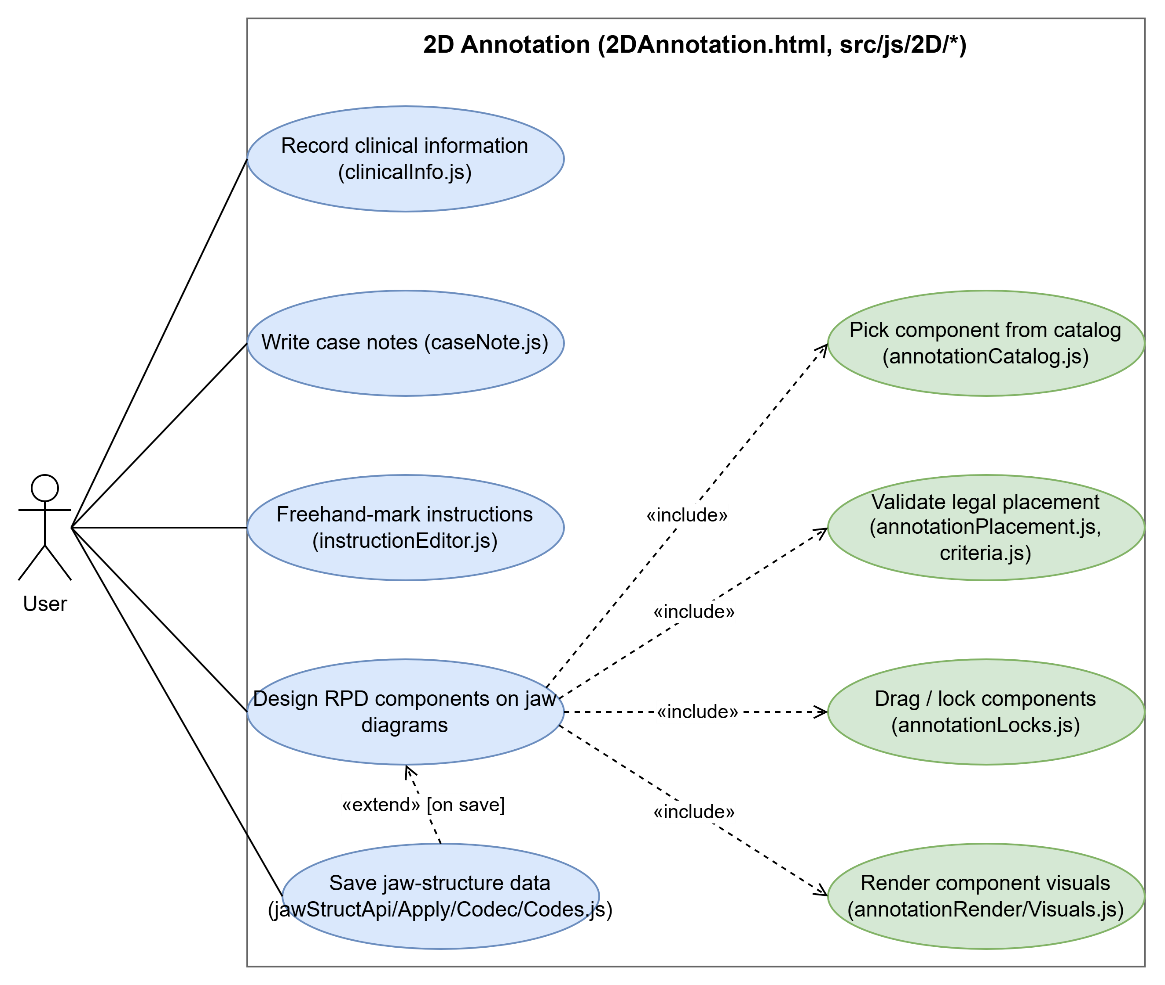 2D Annotation (2DAnnotation.html, src/js/2D/*)
Record clinical information
(clinicalInfo.js)
Write case notes (caseNote.js)
Pick component from catalog
(annotationCatalog.js)
Freehand-mark instructions
(instructionEditor.js)
«include»
Validate legal placement
(annotationPlacement.js,
criteria.js)
User
«include»
Design RPD components on jaw
diagrams
«include»
Drag / lock components
(annotationLocks.js)
«extend» [on save]
«include»
Save jaw-structure data
(jawStructApi/Apply/Codec/Codes.js)
Render component visuals
(annotationRender/Visuals.js)